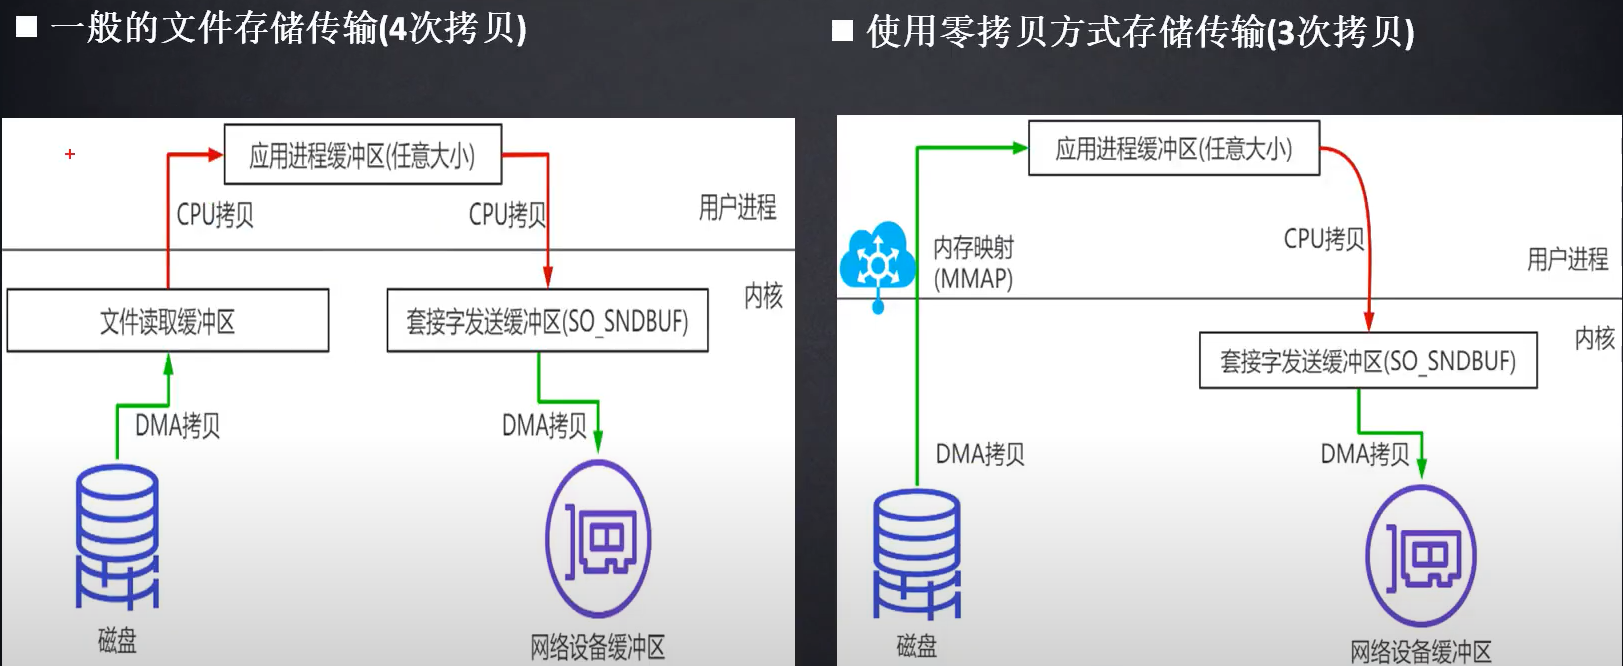 一般的文件存储传输(4次拷贝)
应用进程缓冲区(任意大小)
CPU拷贝
CPU拷贝
用户进程
内核
文件读取缓冲区
套接字发送缓冲区(SO_SNDBUF)
DMA拷贝
DMA拷贝
磁盘
网络设备缓冲区
使用零拷贝方式存储传输(3次拷贝)
应用进程缓冲区(任意大小)
内存映射
(MMAP)
CPU拷贝
用户进程
内核
套接字发送缓冲区(SO_SNDBUF)
DMA拷贝
DMA拷贝
磁盘
网络设备缓冲区